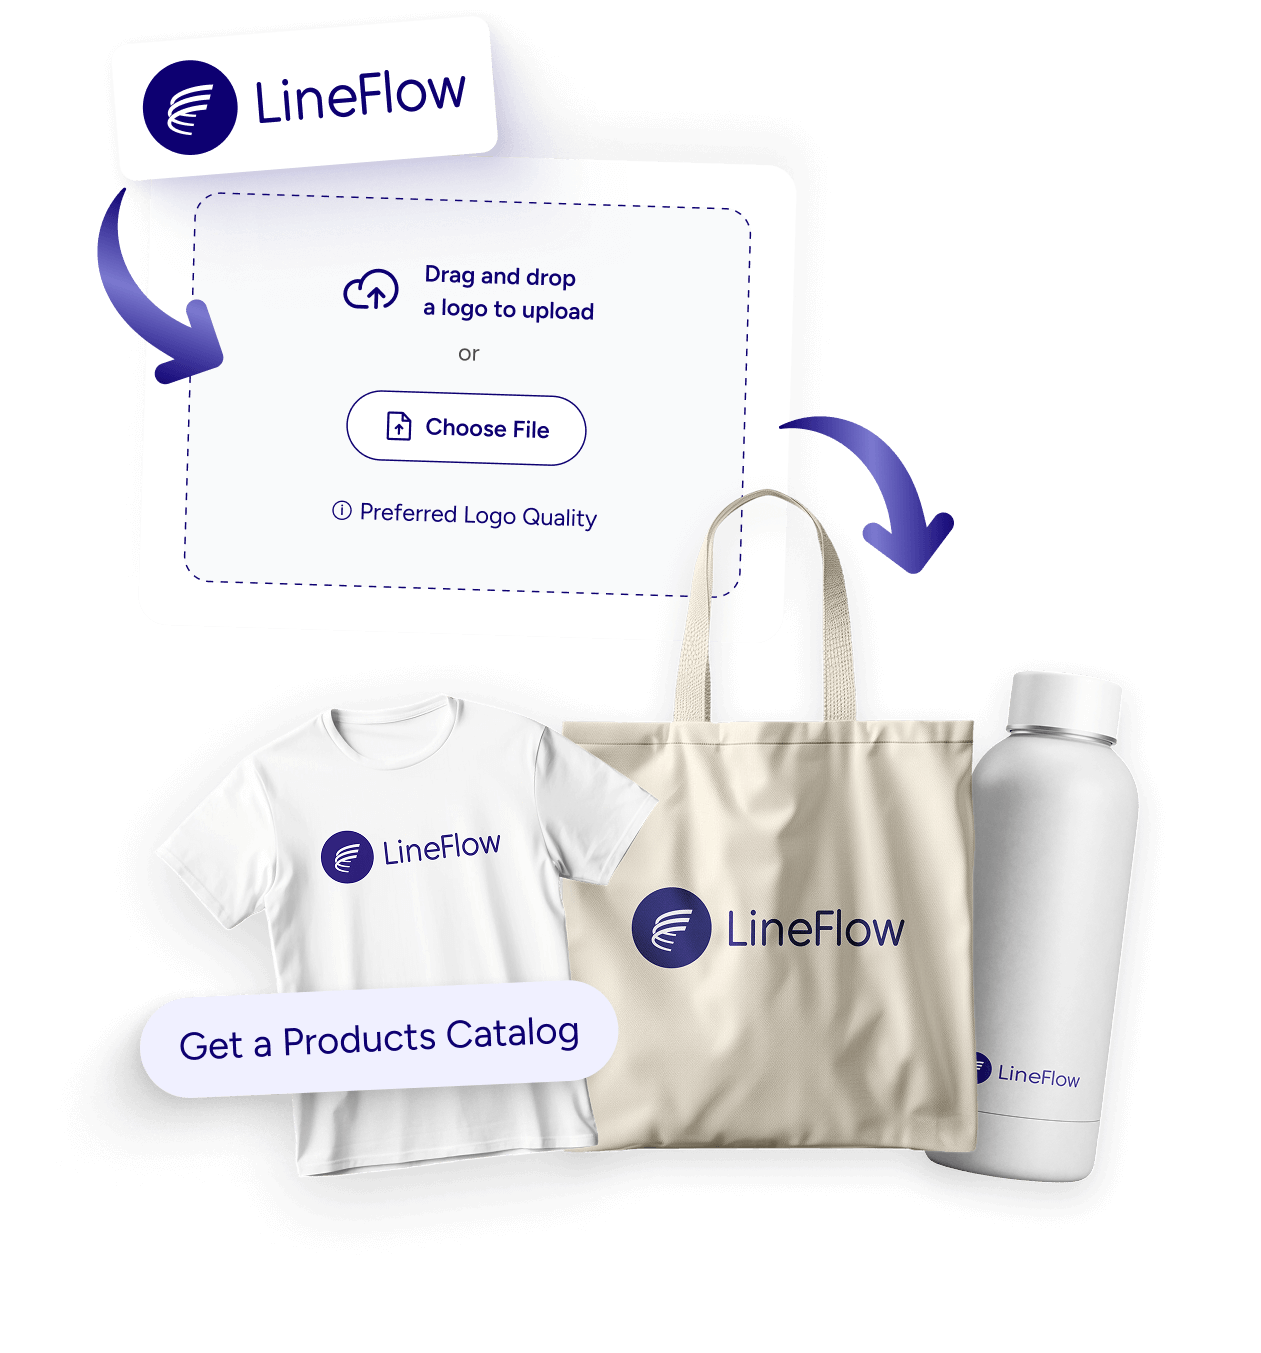 LineFlow
Drag and drop
a logo to upload
or
Choose File
Preferred Logo Quality
LineFlow
LineFlow
LineFlow
Get a Products Catalog